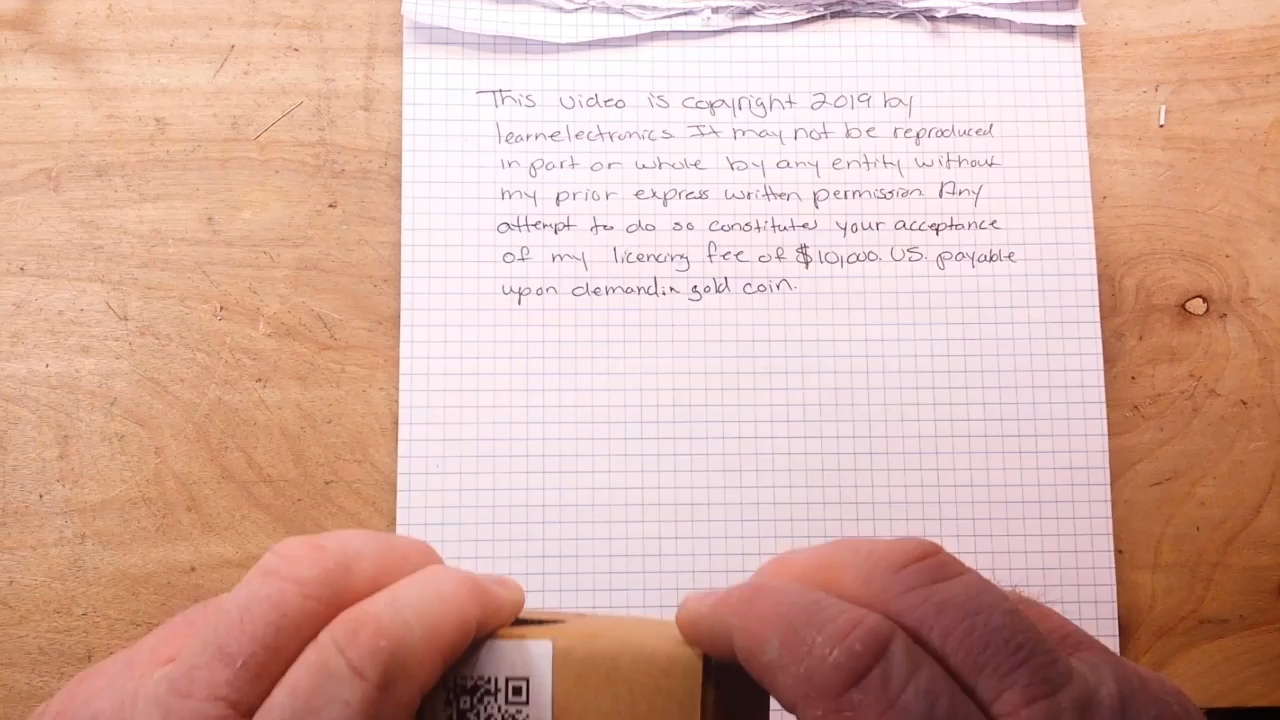 This video is copyright 2019 by
learnelectronics. It may not be reproduced
in part or whole by any entity without
my prior express written permission. Any
attempt to do so constitutes your acceptance
of my licencing fee of $10,000. US. payable
upon demand in gold coin.